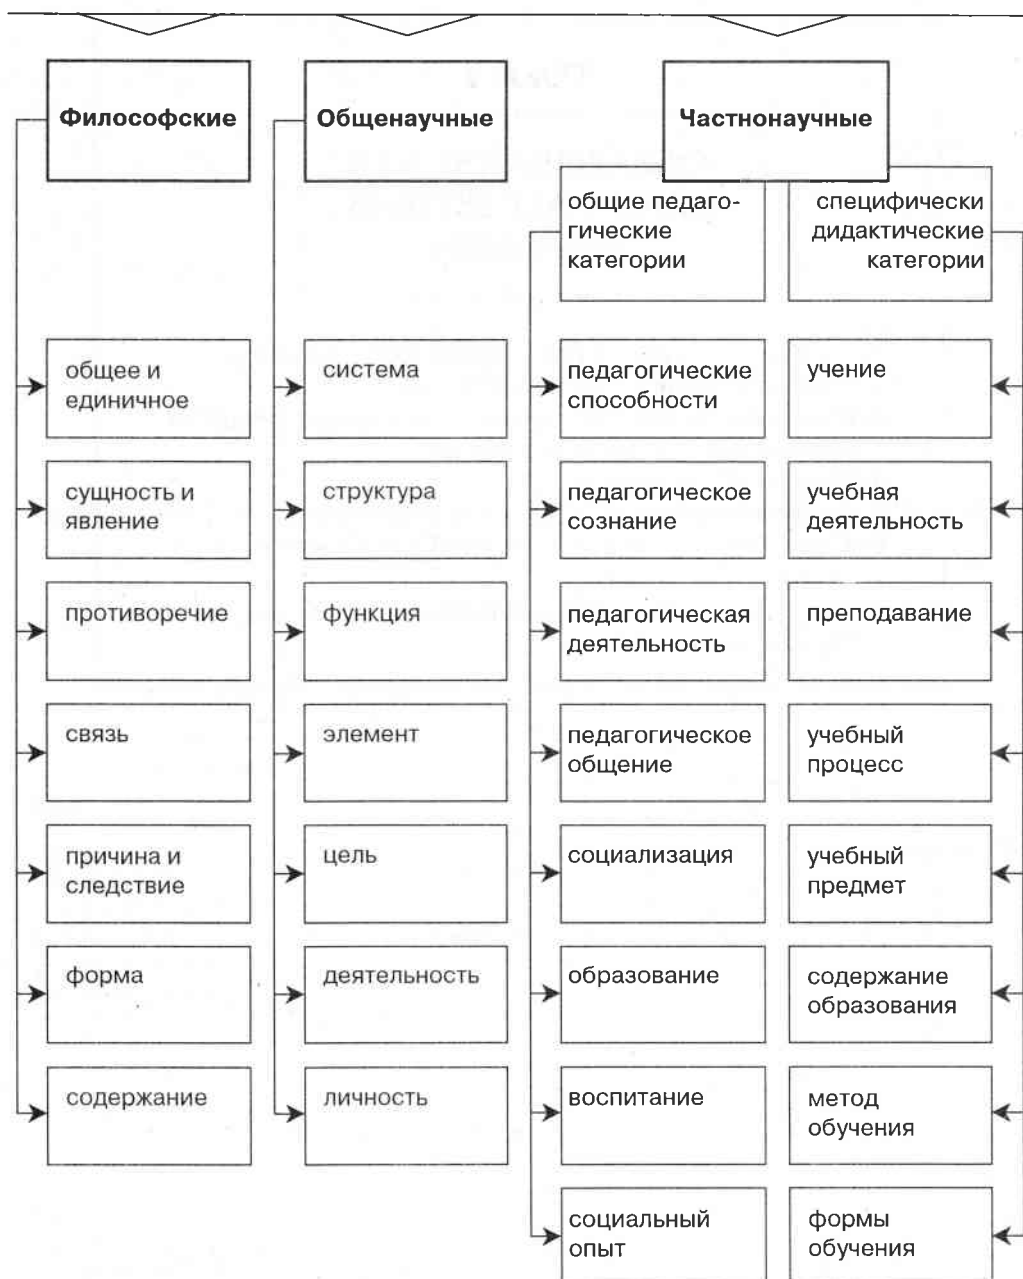 Философские
общее и
единичное
сущность и
явление
противоречие
связь
причина и
следствие
форма
содержание
Общенаучные
система
структура
функция
элемент
цель
деятельность
личность
Частнонаучные
общие педаго-
гические
категории
педагогические
способности
педагогическое
сознание
педагогическая
деятельность
педагогическое
общение
социализация
образование
воспитание
социальный
опыт
специфически
дидактические
категории
учение
учебная
деятельность
преподавание
учебный
процесс
учебный
предмет
содержание
образования
метод
обучения
формы
обучения